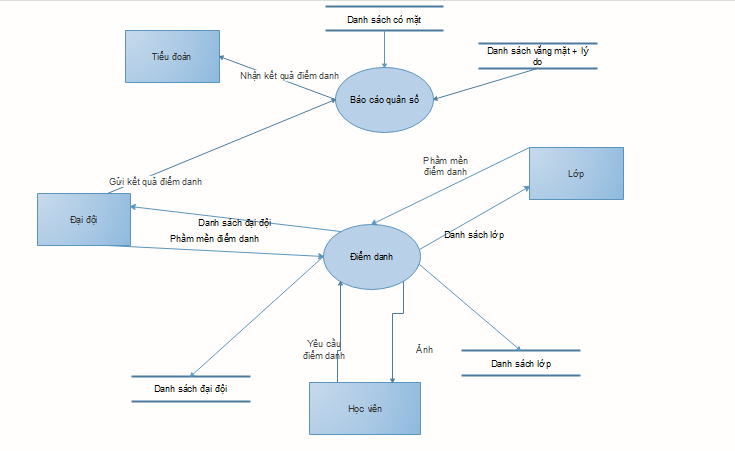 Danh sách có mặt
Danh sách vắng mặt + lý
do
Tiểu đoàn
Nhận kết quả điểm danh
Báo cáo quân số
Phầm mền
điểm danh
Lớp
Gửi kết quả điểm danh
Đại đội
Danh sách đại đội
Phầm mền điểm danh
Danh sách lớp
Điểm danh
Yêu cầu
điểm danh
Ảnh
Danh sách lớp
Danh sách đại đội
Học viên